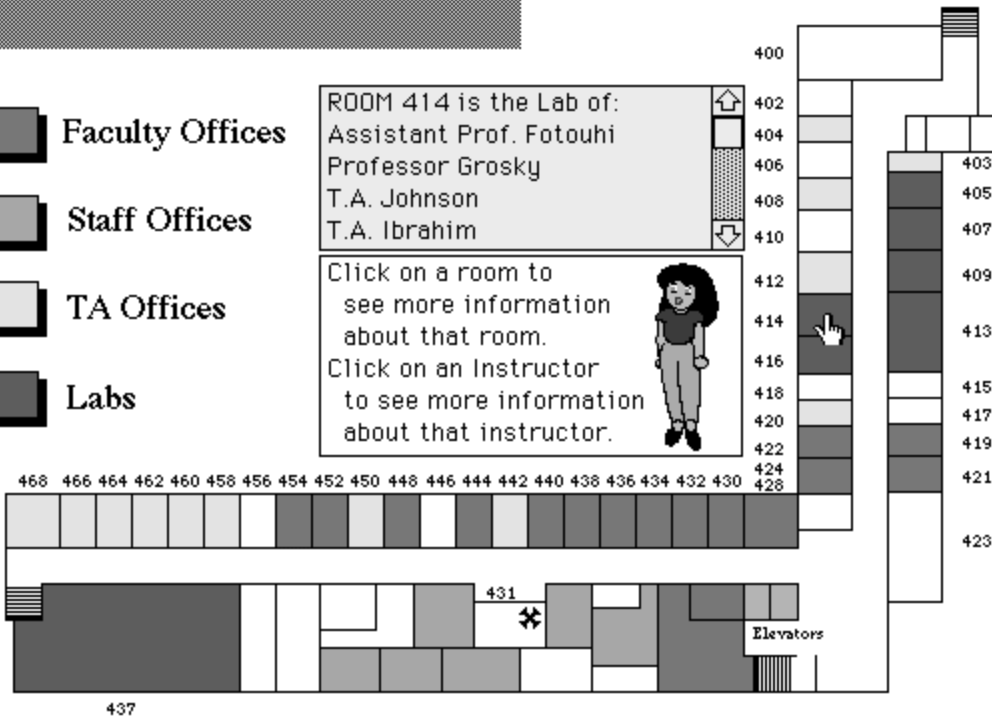 Faculty Offices
Staff Offices
TA Offices
Labs
ROOM 414 is the Lab of:
Assistant Prof. Fotouhi
Professor Grosky
T.A. Johnson
T.A. Ibrahim
Click on a room to
see more information
about that room.
Click on an Instructor
to see more information
about that instructor.
400
402
404
406
408
410
412
414
416
418
420
422
424
428
403
405
407
409
413
415
417
419
421
423
468 466 464 462 460 458 456 454 452 450 448 446 444 442 440 438 436 434 432 430
431
Elevators
437